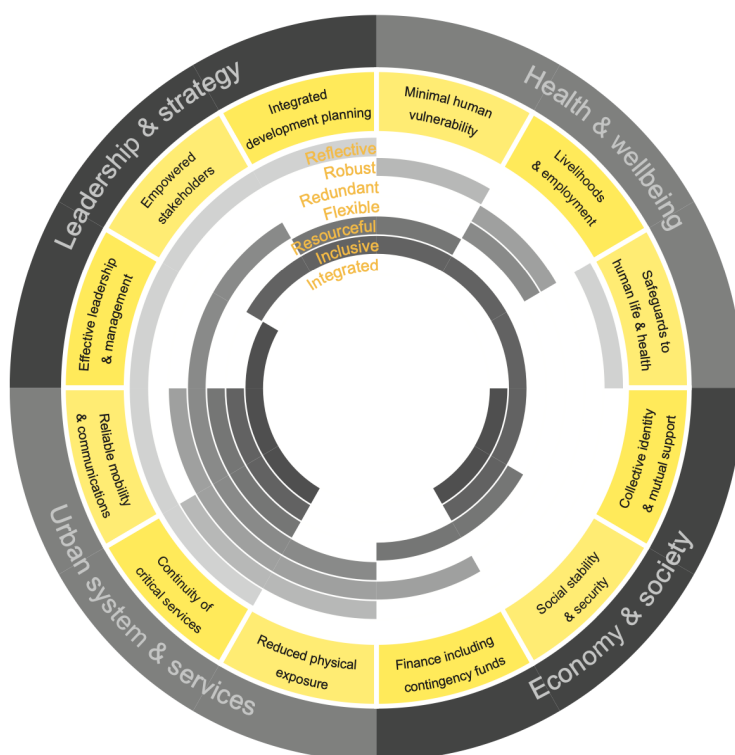 Leadership & strategy
Health & wellbeing
Economy & society
Urban system & services
Integrated
development planning
Minimal human
vulnerability
Livelihoods
& employment
Safeguards to
human life & health
Collective identity
& mutual support
Social stability
& security
Finance including
contingency funds
Reduced physical
exposure
Continuity of
critical services
Reliable mobility
& communications
Effective leadership
& management
Empowered
stakeholders
Reflective
Robust
Redundant
Flexible
Resourceful
Inclusive
Integrated